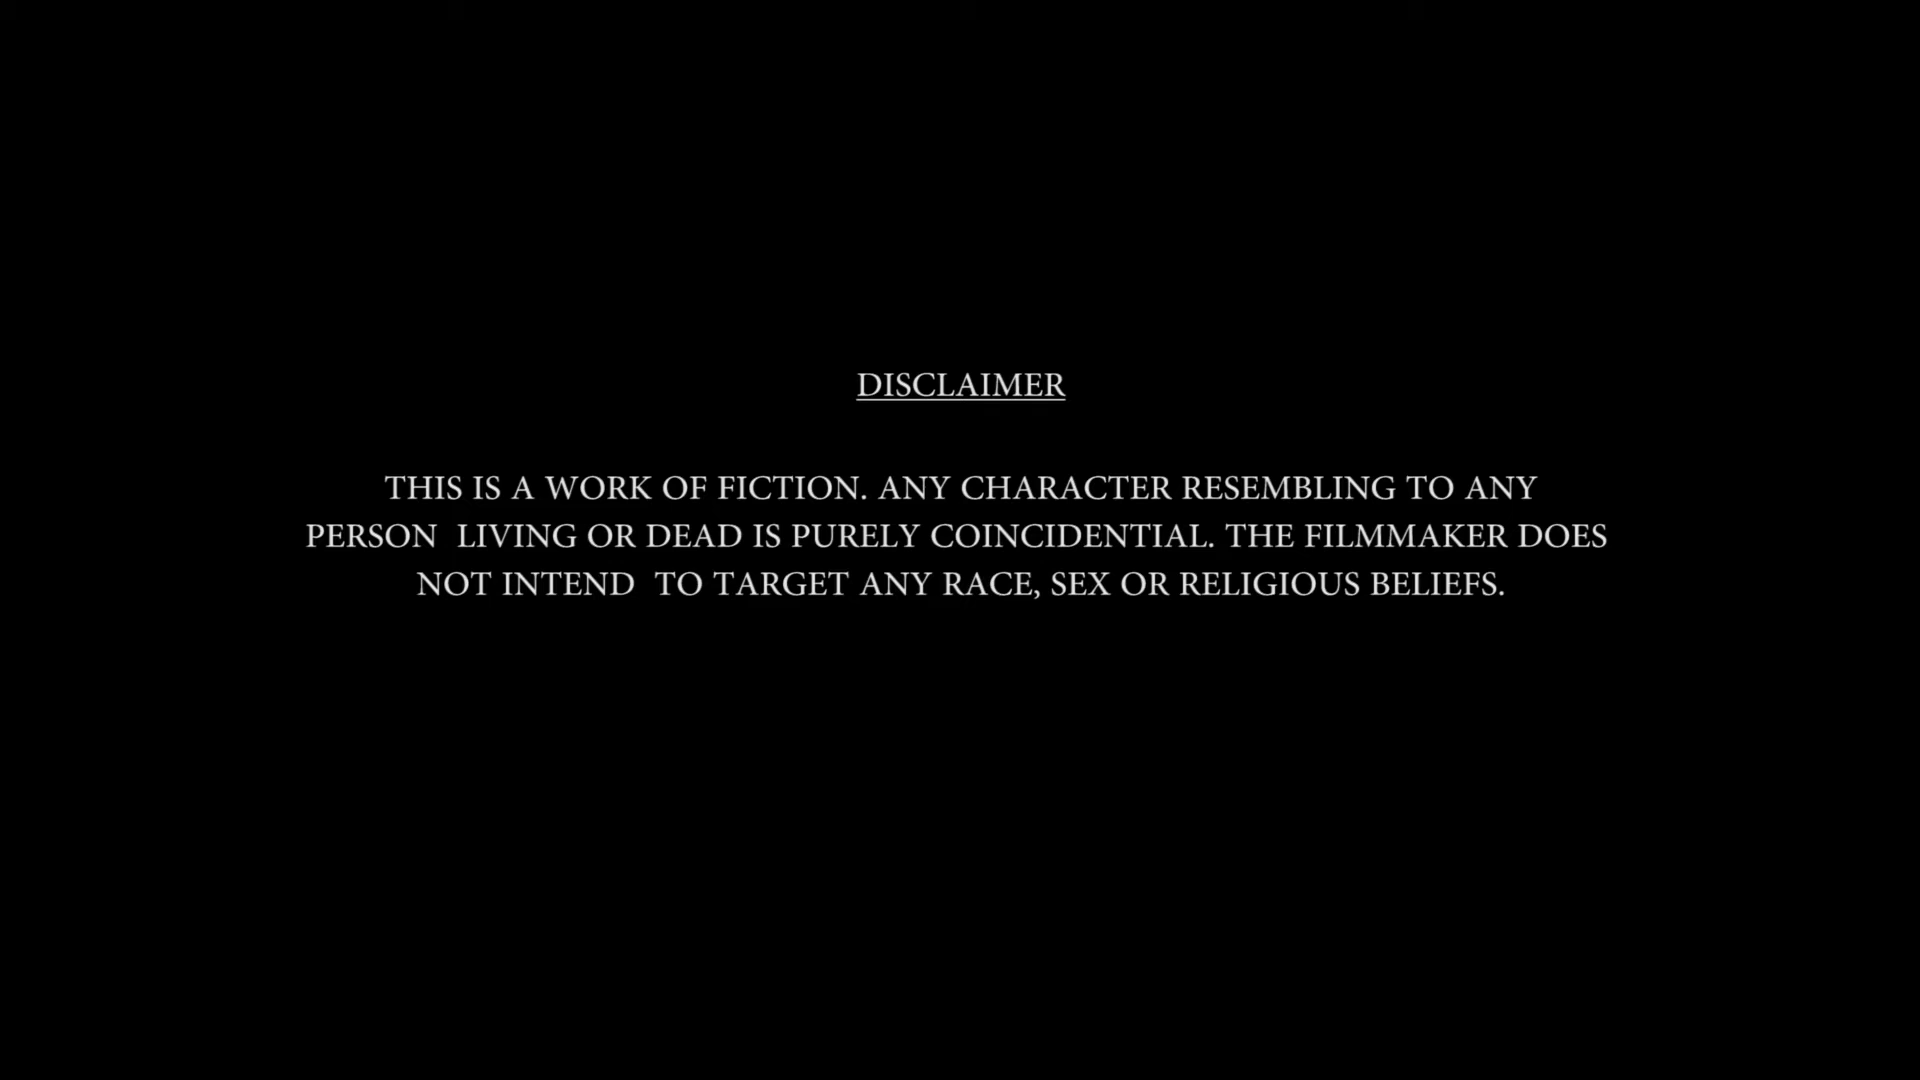 DISCLAIMER
THIS IS A WORK OF FICTION. ANY CHARACTER RESEMBLING TO ANY
PERSON  LIVING OR DEAD IS PURELY COINCIDENTIAL. THE FILMMAKER DOES
NOT INTEND  TO TARGET ANY RACE, SEX OR RELIGIOUS BELIEFS.